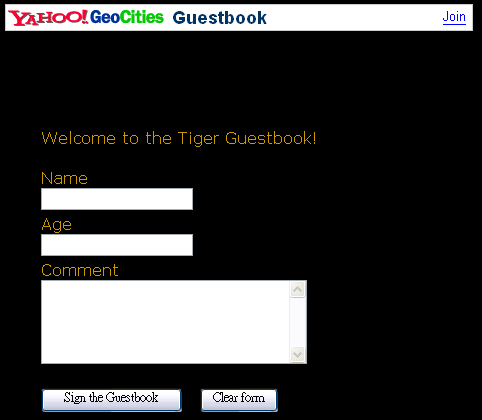 YAHOO! GeoCities Guestbook Join
Welcome to the Tiger Guestbook!
Name
Age
Comment
Sign the Guestbook Clear form